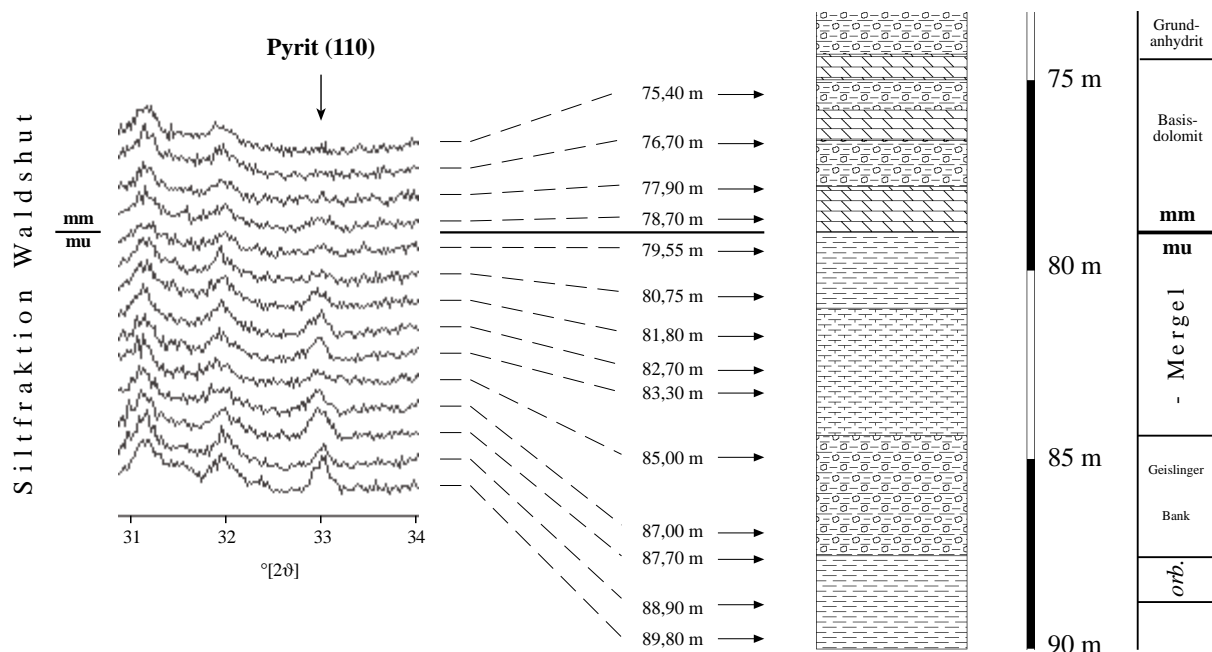 Siltfraktion Waldshut
Pyrit (110)
mm
mu
31
32
33
34
°[2ϑ]
75,40 m
76,70 m
77,90 m
78,70 m
79,55 m
80,75 m
81,80 m
82,70 m
83,30 m
85,00 m
87,00 m
87,70 m
88,90 m
89,80 m
75 m
80 m
85 m
90 m
Grund-
anhydrit
Basis-
dolomit
mm
mu
- Mergel
Geislinger
Bank
orb.